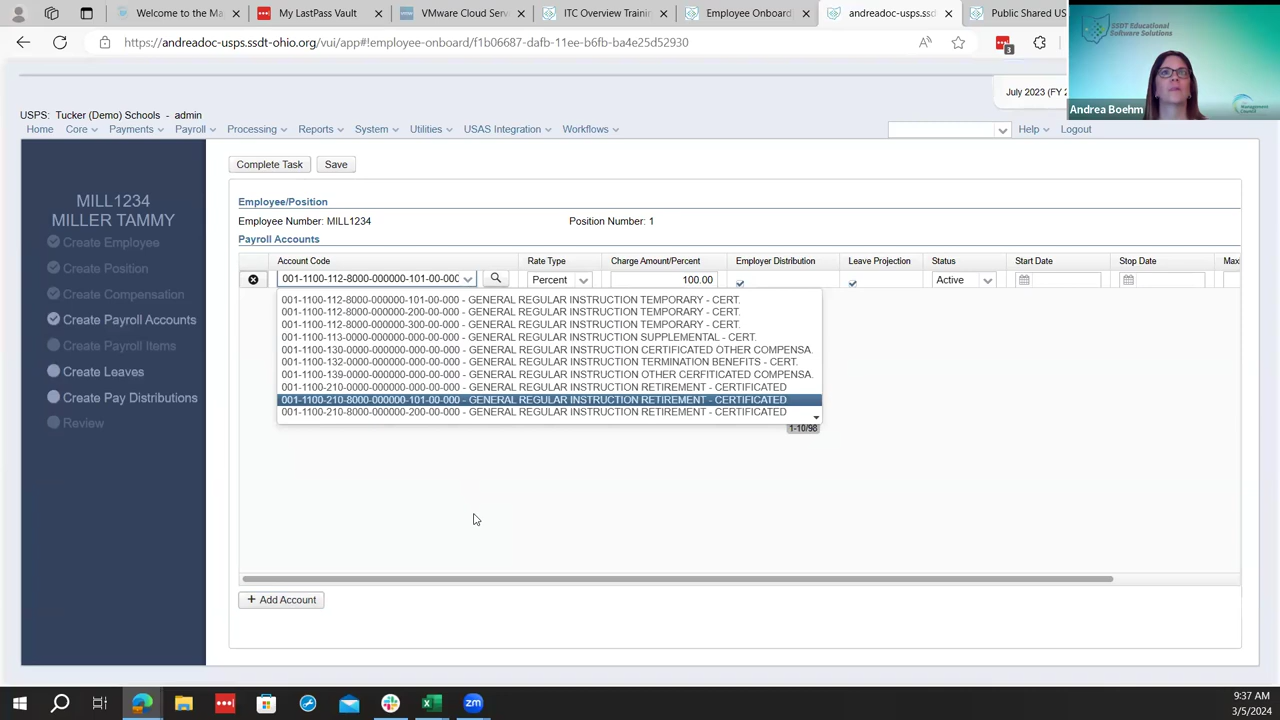 Welcome to the Ma
My LastPass Vault
VMware Cloud Serv
ITC Overview Trainin
Employee Onboard
andreadoc-usps.ssd
Public Shared US
https://andreadoc-usps.ssdt-ohio.org/vui/app#!employee-onboard/f1b06687-dafb-11ee-b6fb-ba4e25d52930
3
SSDT Educational
Software Solutions
Management
Council
Andrea Boehm
July 2023 (FY 2
USPS: Tucker (Demo) Schools - admin
Home Core Payments Payroll Processing Reports System Utilities USAS Integration Workflows Help Logout
MILL1234
MILLER TAMMY
Create Employee
Create Position
Create Compensation
Create Payroll Accounts
Create Payroll Items
Create Leaves
Create Pay Distributions
Review
Complete Task Save
Employee/Position
Employee Number: MILL1234 Position Number: 1
Payroll Accounts
Account Code Rate Type Charge Amount/Percent Employer Distribution Leave Projection Status Start Date Stop Date Max
001-1100-112-8000-000000-101-00-000 Percent 100.00 Active
001-1100-112-8000-000000-101-00-000 - GENERAL REGULAR INSTRUCTION TEMPORARY - CERT.
001-1100-112-8000-000000-200-00-000 - GENERAL REGULAR INSTRUCTION TEMPORARY - CERT.
001-1100-112-8000-000000-300-00-000 - GENERAL REGULAR INSTRUCTION TEMPORARY - CERT.
001-1100-113-0000-000000-000-00-000 - GENERAL REGULAR INSTRUCTION SUPPLEMENTAL - CERT.
001-1100-130-0000-000000-000-00-000 - GENERAL REGULAR INSTRUCTION CERTIFICATED OTHER COMPENSA.
001-1100-132-0000-000000-000-00-000 - GENERAL REGULAR INSTRUCTION TERMINATION BENEFITS - CERT.
001-1100-139-0000-000000-000-00-000 - GENERAL REGULAR INSTRUCTION OTHER CERFITICATED COMPENSA.
001-1100-210-0000-000000-000-00-000 - GENERAL REGULAR INSTRUCTION RETIREMENT - CERTIFICATED
001-1100-210-8000-000000-101-00-000 - GENERAL REGULAR INSTRUCTION RETIREMENT - CERTIFICATED
001-1100-210-8000-000000-200-00-000 - GENERAL REGULAR INSTRUCTION RETIREMENT - CERTIFICATED
1-10/98
+ Add Account
9:37 AM
3/5/2024